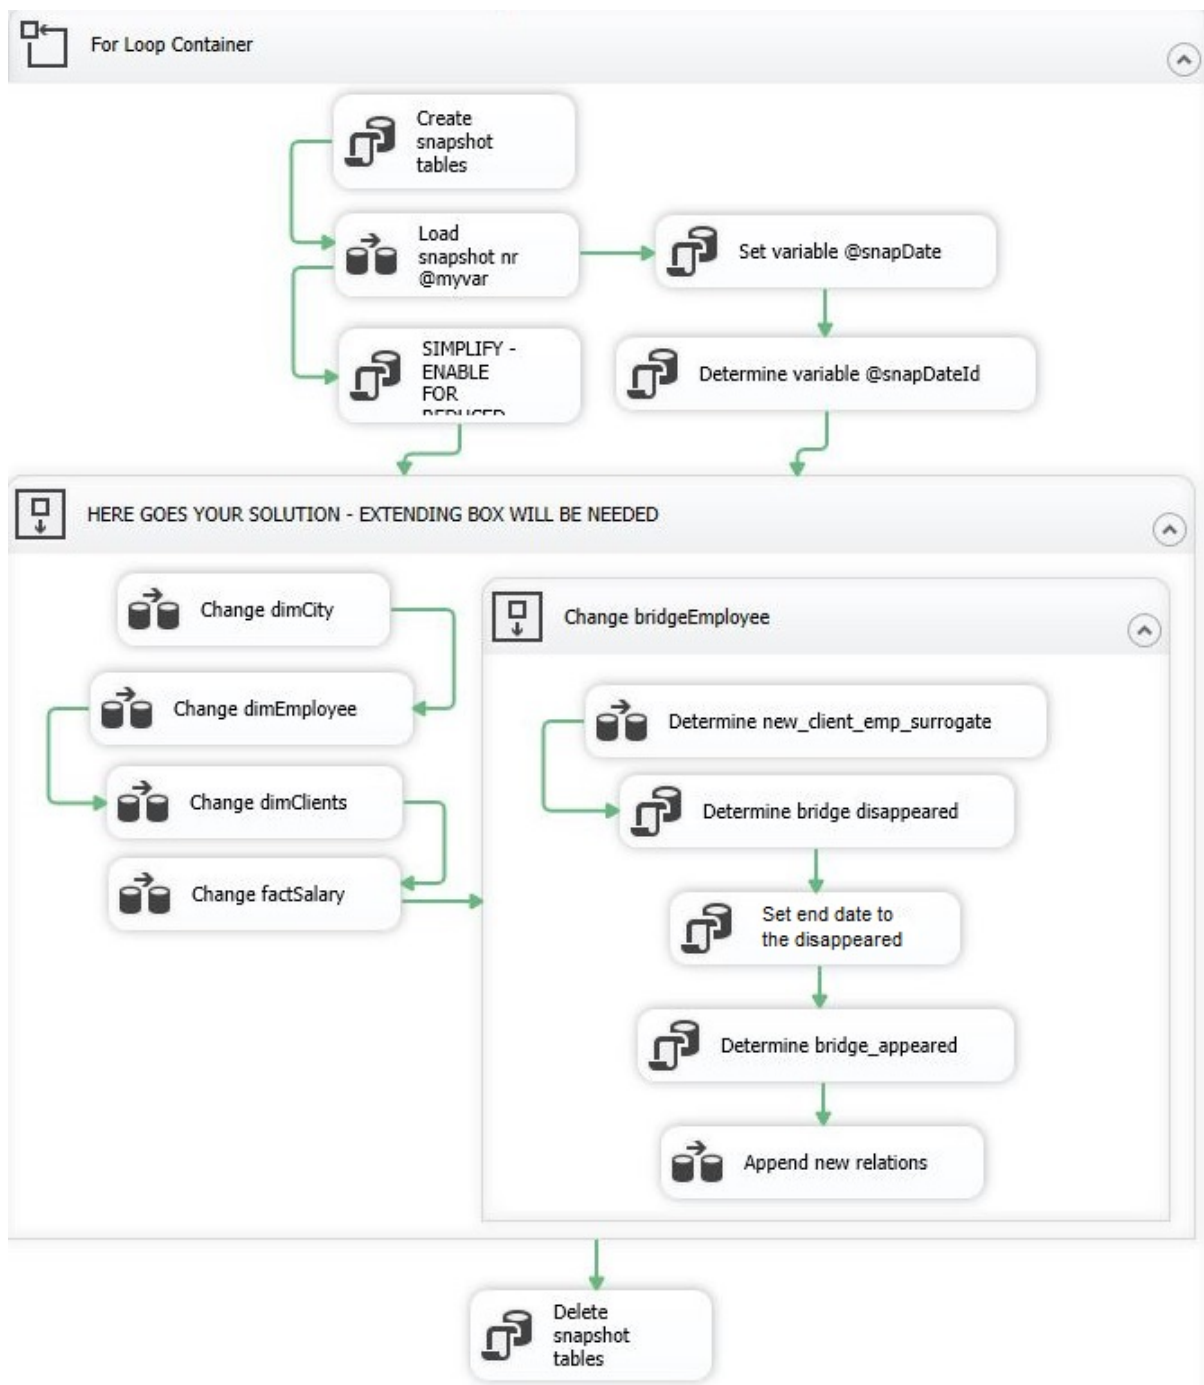 For Loop Container
Create
snapshot
tables
Load
snapshot nr
@myvar
Set variable @snapDate
SIMPLIFY -
ENABLE
FOR
REDUCED
Determine variable @snapDateId
HERE GOES YOUR SOLUTION - EXTENDING BOX WILL BE NEEDED
Change dimCity
Change dimEmployee
Change dimClients
Change factSalary
Change bridgeEmployee
Determine new_client_emp_surrogate
Determine bridge disappeared
Set end date to
the disappeared
Determine bridge_appeared
Append new relations
Delete
snapshot
tables